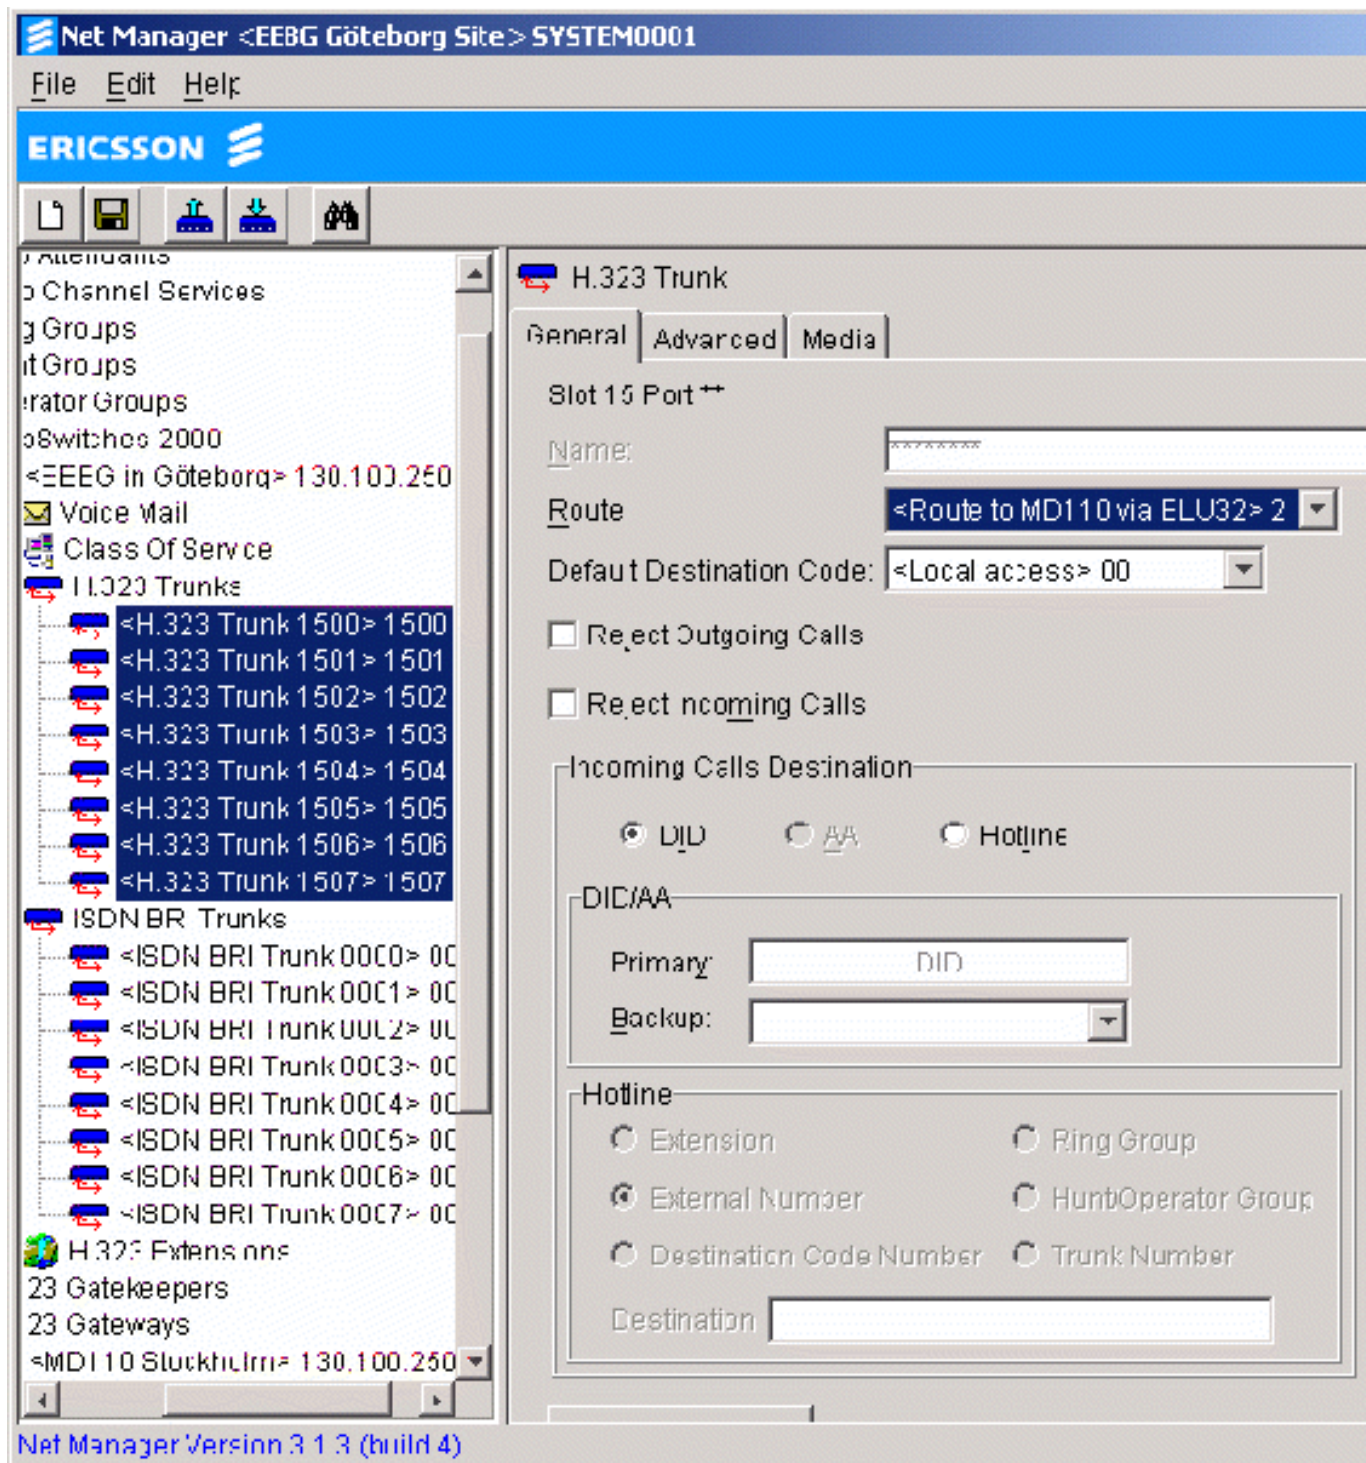 Net Manager <EEBG Göteborg Site> SYSTEM0001
File Edit Help
ERICSSON
Attendants
o Channel Services
g Groups
nt Groups
erator Groups
oSwitches 2000
<EEEG in Göteborg> 130.100.250
Voice Mail
Class Of Service
H.323 Trunks
<H.323 Trunk 1500> 1500
<H.323 Trunk 1501> 1501
<H.323 Trunk 1502> 1502
<H.323 Trunk 1503> 1503
<H.323 Trunk 1504> 1504
<H.323 Trunk 1505> 1505
<H.323 Trunk 1506> 1506
<H.323 Trunk 1507> 1507
ISDN BRI Trunks
<ISDN BRI Trunk 0000> 00
<ISDN BRI Trunk 0001> 00
<ISDN BRI Trunk 0002> 00
<ISDN BRI Trunk 0003> 00
<ISDN BRI Trunk 0004> 00
<ISDN BRI Trunk 0005> 00
<ISDN BRI Trunk 0006> 00
<ISDN BRI Trunk 0007> 00
H.323 Extensions
23 Gatekeepers
23 Gateways
<MD110 Stockholm> 130.100.250
H.323 Trunk
General Advanced Media
Slot 15 Port **
Name: ********
Route <Route to MD110 via ELU32> 2
Default Destination Code: <Local access> 00
Reject Outgoing Calls
Reject Incoming Calls
Incoming Calls Destination
DID AA Hotline
DID/AA
Primary: DID
Backup:
Hotline
Extension Ring Group
External Number Hunt/Operator Group
Destination Code Number Trunk Number
Destination
Net Manager Version 3.1.3 (build 4)